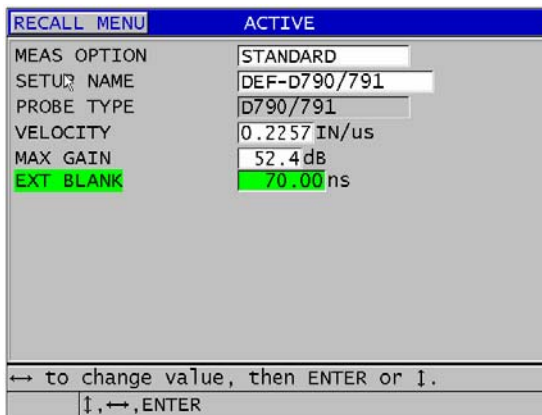 RECALL MENU ACTIVE
MEAS OPTION STANDARD
SETUP NAME DEF-D790/791
PROBE TYPE D790/791
VELOCITY 0.2257 IN/us
MAX GAIN 52.4 dB
EXT BLANK 70.00 ns
↔ to change value, then ENTER or ↕.
↕,↔,ENTER